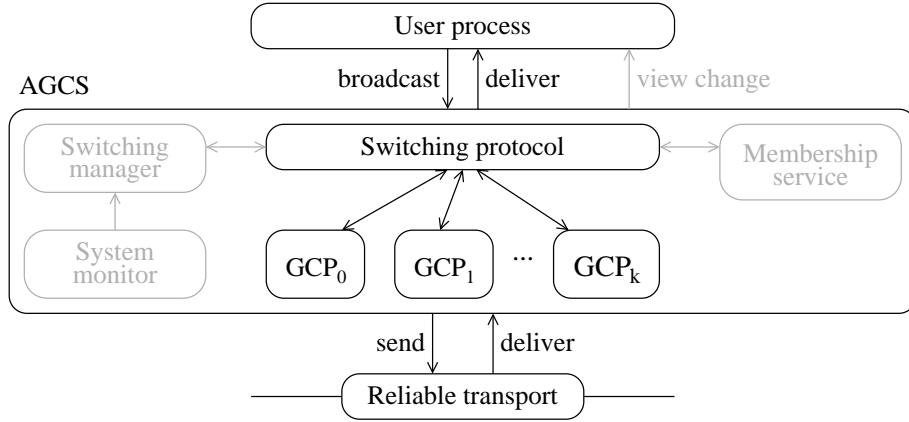 User process
broadcast
deliver
view change
AGCS
Switching manager
Switching protocol
Membership service
System monitor
GCP0
GCP1
...
GCPk
send
deliver
Reliable transport